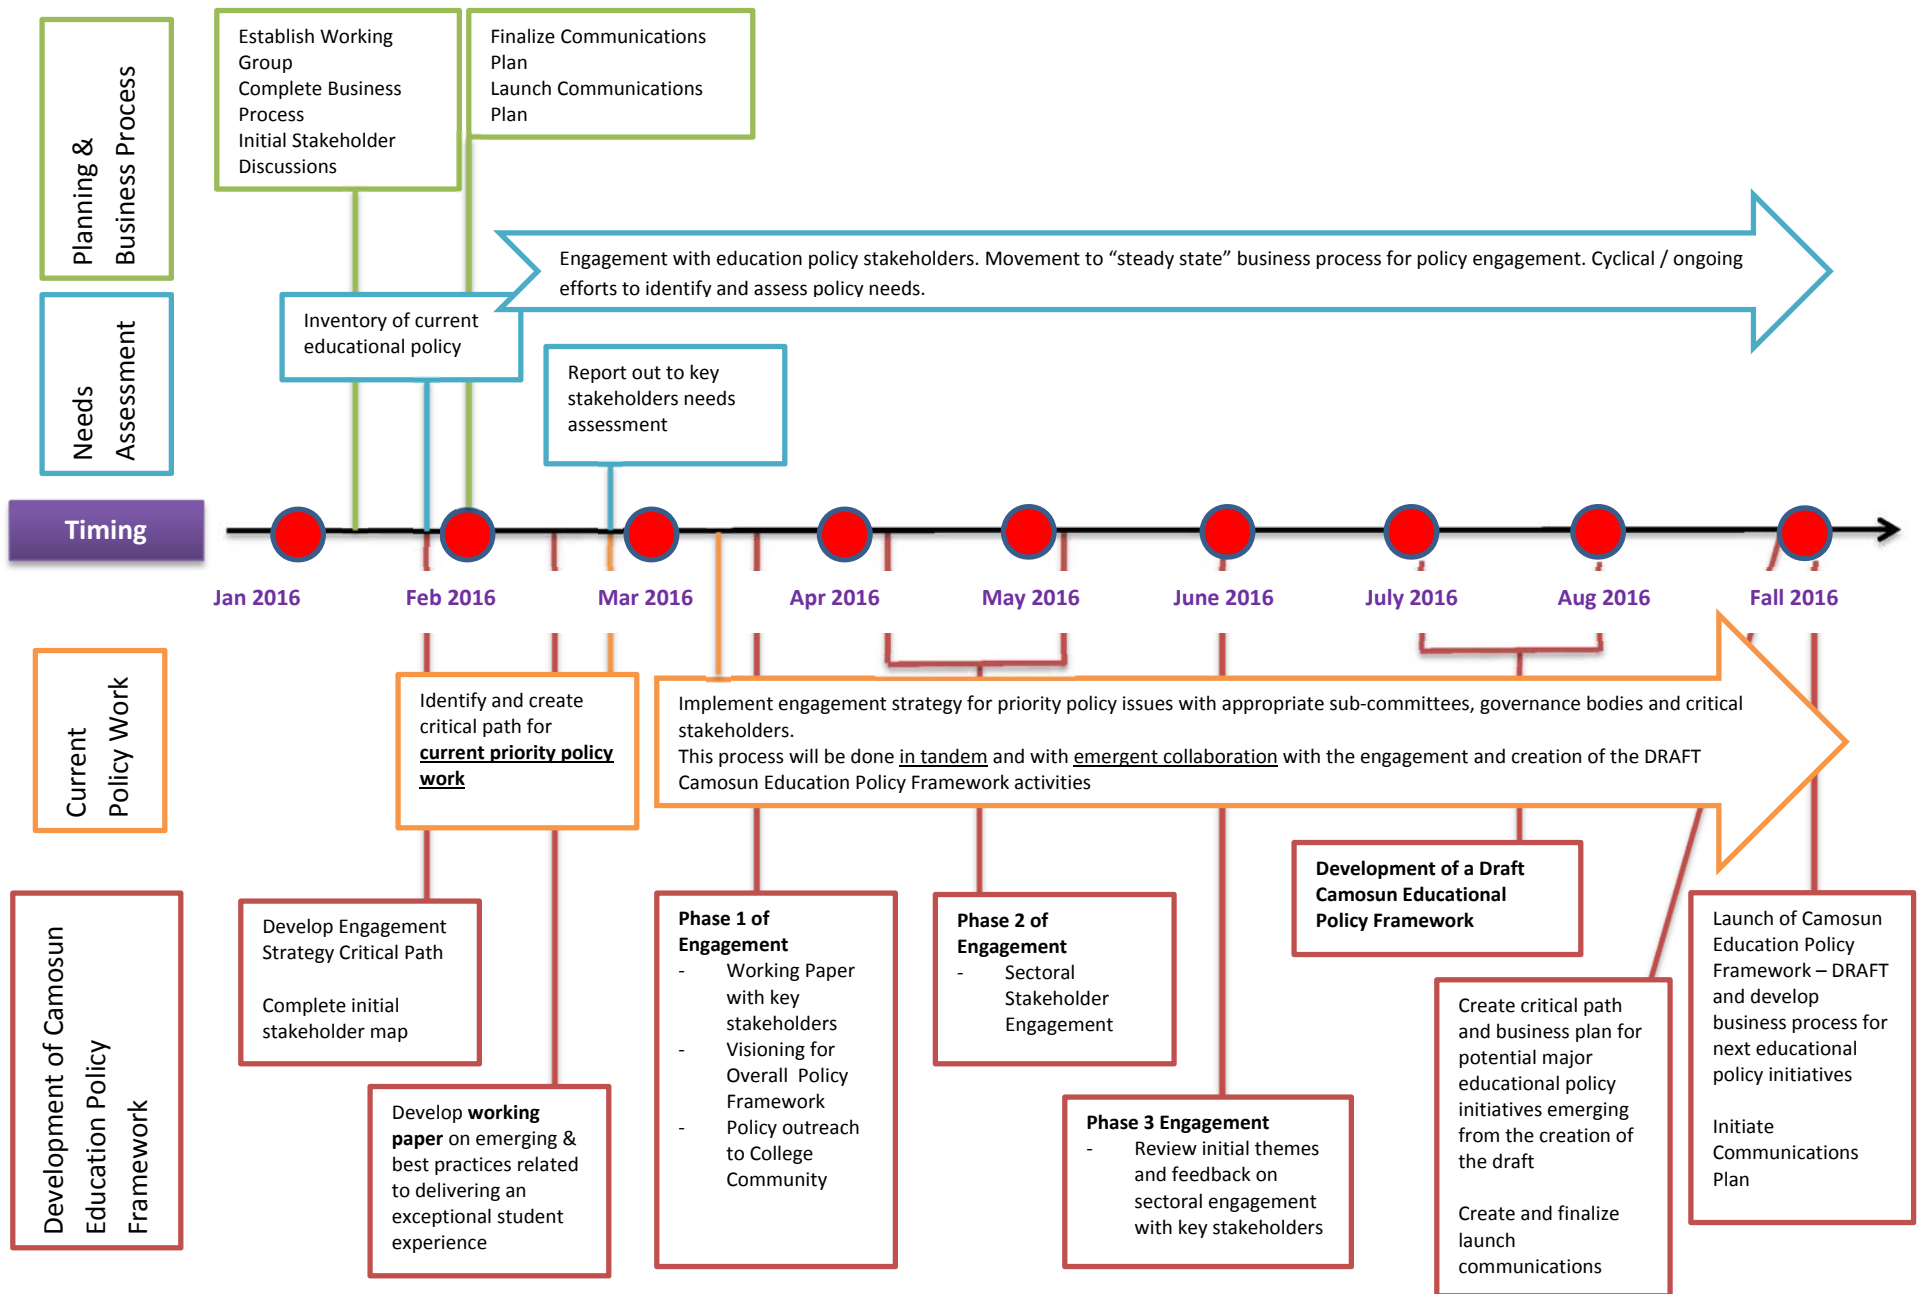 Planning &
Business Process
Establish Working
Group
Complete Business
Process
Initial Stakeholder
Discussions
Finalize Communications
Plan
Launch Communications
Plan
Engagement with education policy stakeholders. Movement to “steady state” business process for policy engagement. Cyclical / ongoing
efforts to identify and assess policy needs.
Needs
Assessment
Inventory of current
educational policy
Report out to key
stakeholders needs
assessment
Timing
Jan 2016
Feb 2016
Mar 2016
Apr 2016
May 2016
June 2016
July 2016
Aug 2016
Fall 2016
Current
Policy Work
Identify and create
critical path for
current priority policy
work
Implement engagement strategy for priority policy issues with appropriate sub-committees, governance bodies and critical
stakeholders.
This process will be done in tandem and with emergent collaboration with the engagement and creation of the DRAFT
Camosun Education Policy Framework activities
Development of Camosun
Education Policy
Framework
Develop Engagement
Strategy Critical Path
Complete initial
stakeholder map
Develop working
paper on emerging &
best practices related
to delivering an
exceptional student
experience
Phase 1 of
Engagement
- Working Paper
with key
stakeholders
- Visioning for
Overall Policy
Framework
- Policy outreach
to College
Community
Phase 2 of
Engagement
- Sectoral
Stakeholder
Engagement
Phase 3 Engagement
- Review initial themes
and feedback on
sectoral engagement
with key stakeholders
Development of a Draft
Camosun Educational
Policy Framework
Create critical path
and business plan for
potential major
educational policy
initiatives emerging
from the creation of
the draft
Create and finalize
launch
communications
Launch of Camosun
Education Policy
Framework – DRAFT
and develop
business process for
next educational
policy initiatives
Initiate
Communications
Plan